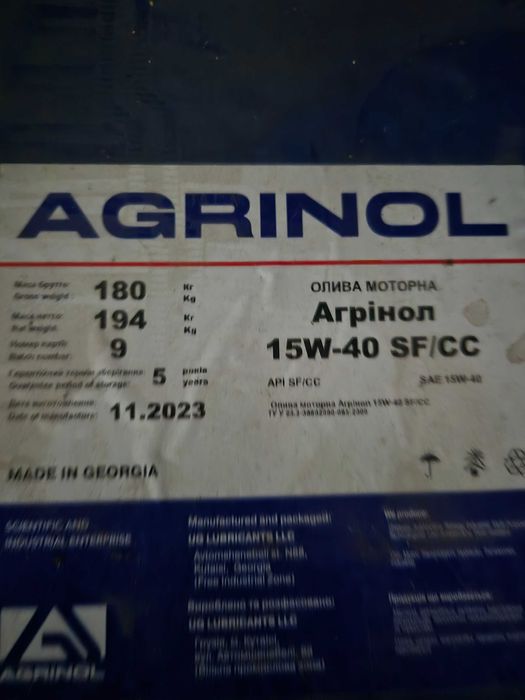 AGRINOL
Маса брутто: 180 Кг
Gross weight: Kg
Маса нетто: 194 Кг
Net weight: Kg
Номер партії: 9
Batch number:
Гарантійний термін зберігання: 5 років
Guarantee period of storage: years
Дата виготовлення: 11.2023
Date of manufacture:
MADE IN GEORGIA
ОЛИВА МОТОРНА
Агрінол
15W-40 SF/CC
API SF/CC SAE 15W-40
Олива моторна Агрінол 15W-40 SF/CC
SCIENTIFIC AND
INDUSTRIAL ENTERPRISE
AGRINOL
Manufactured and packaged:
US LUBRICANTS LLC
Georgia
(Free Industrial zone)
Вироблено та розфасовано:
US LUBRICANTS LLC